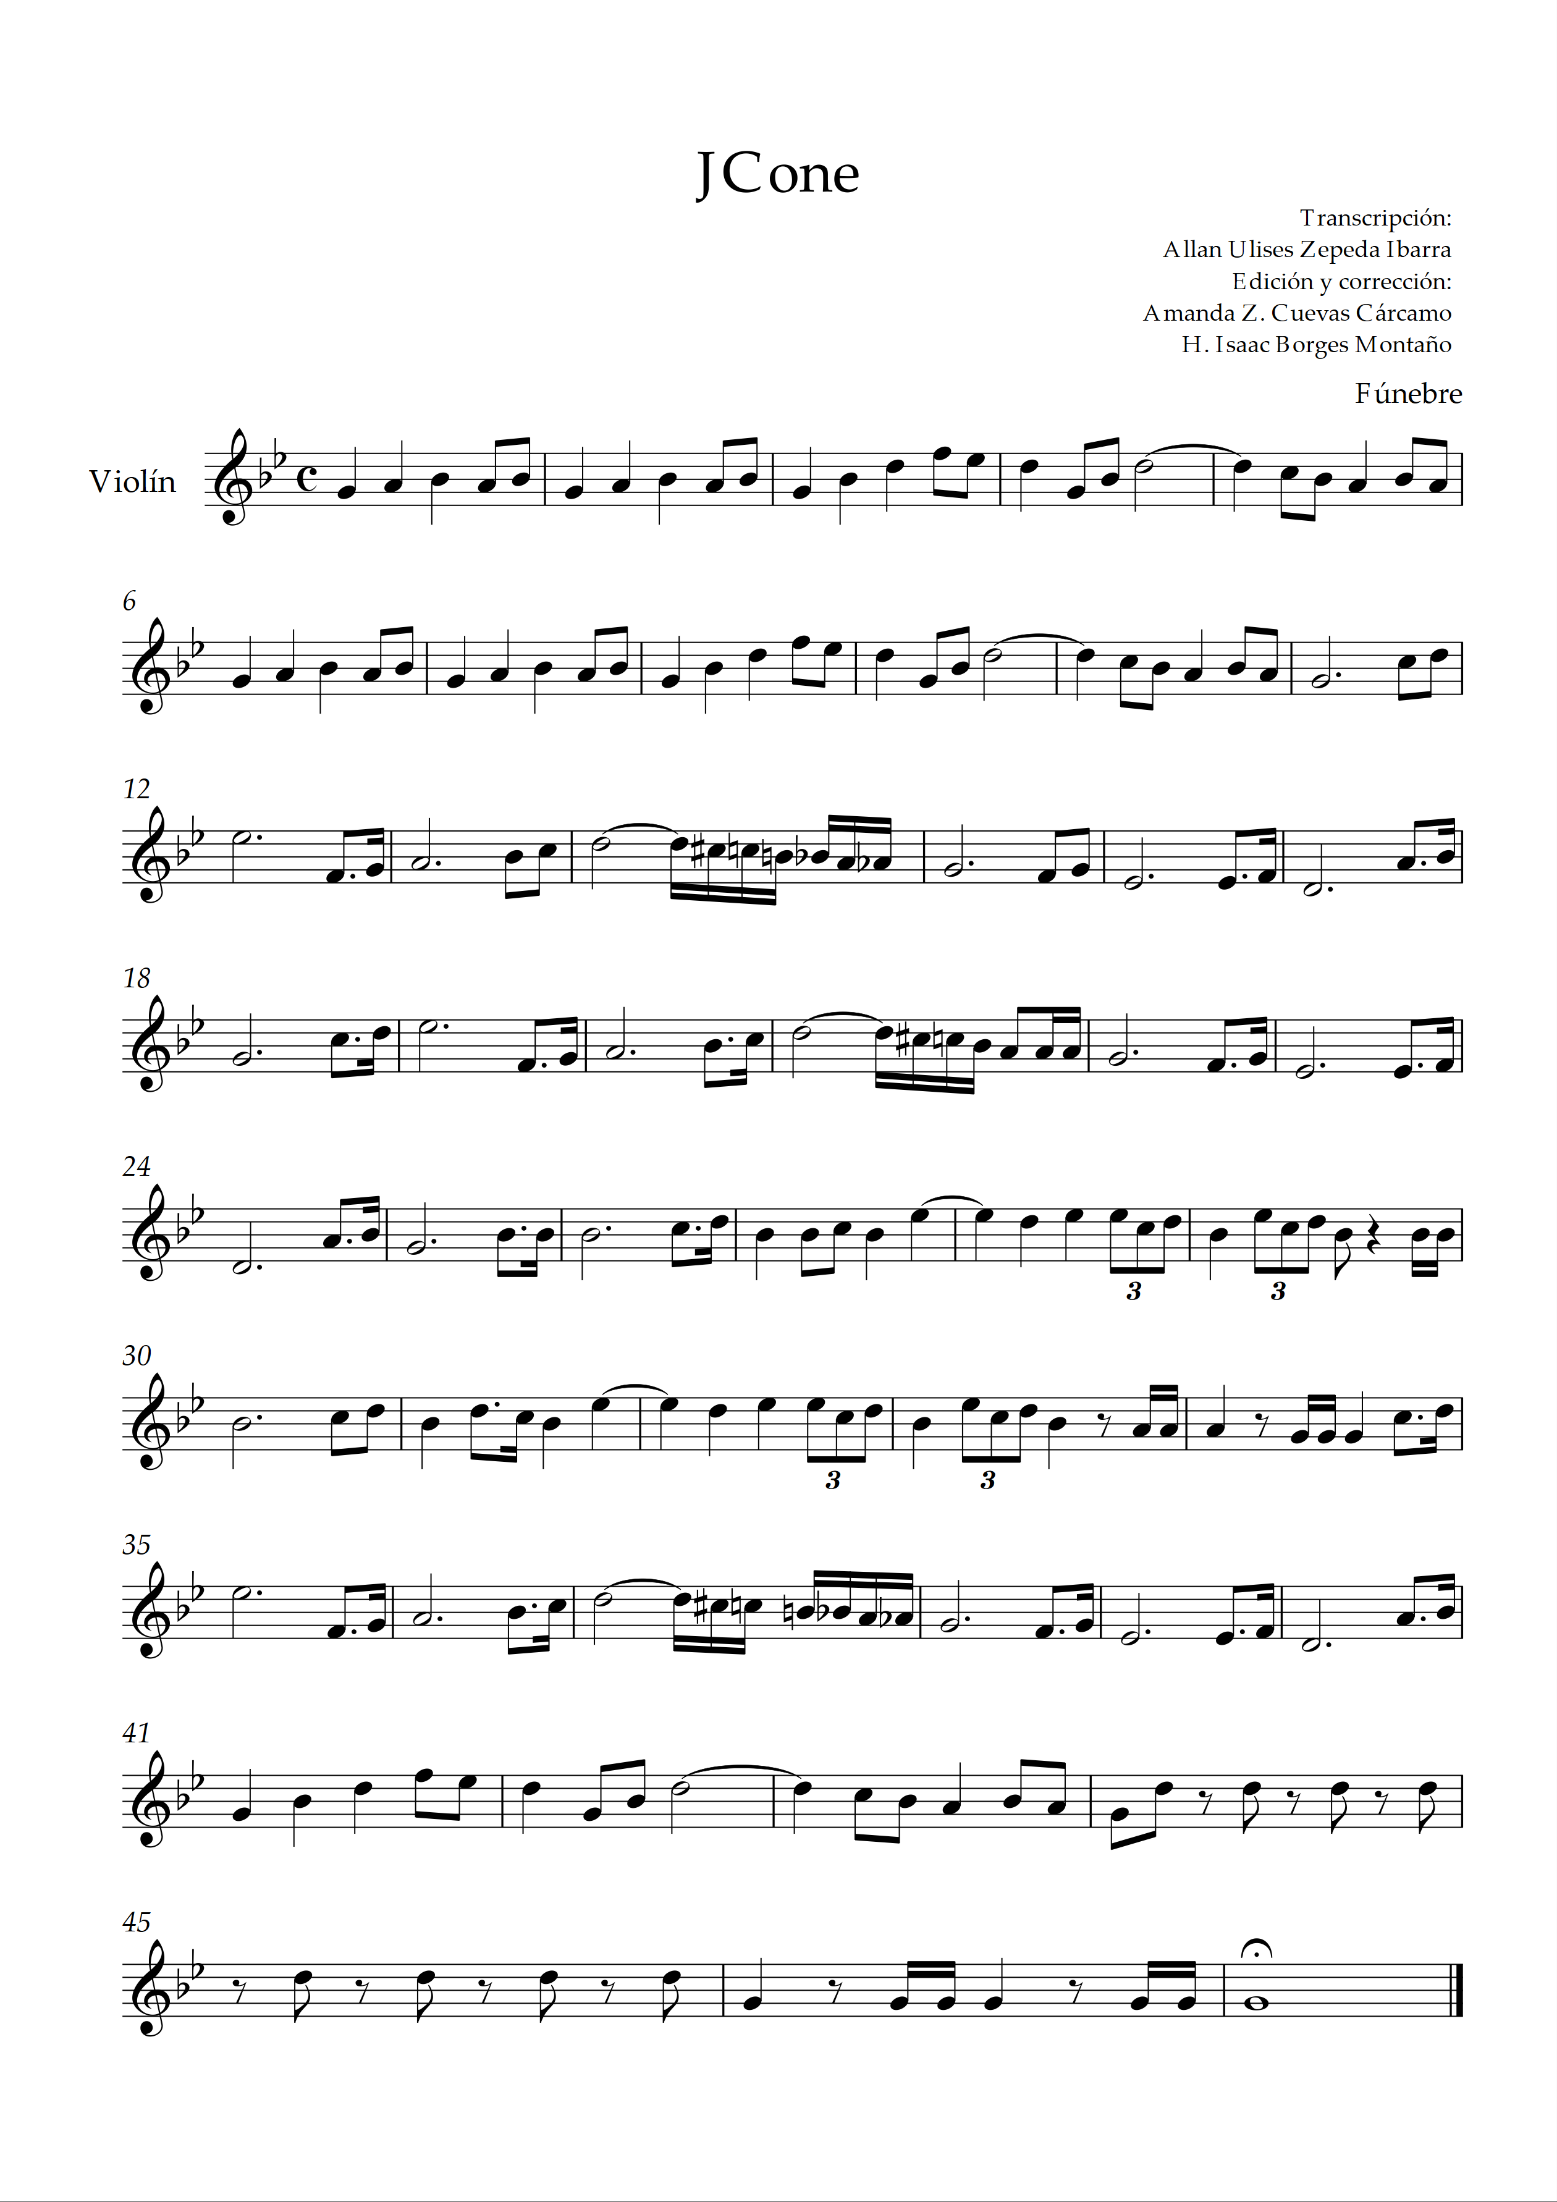 JCone
Transcripción:
Allan Ulises Zepeda Ibarra
Edición y corrección:
Amanda Z. Cuevas Cárcamo
H. Isaac Borges Montaño
Fúnebre
Violín
6
12
18
24
3
3
30
3
3
35
41
45